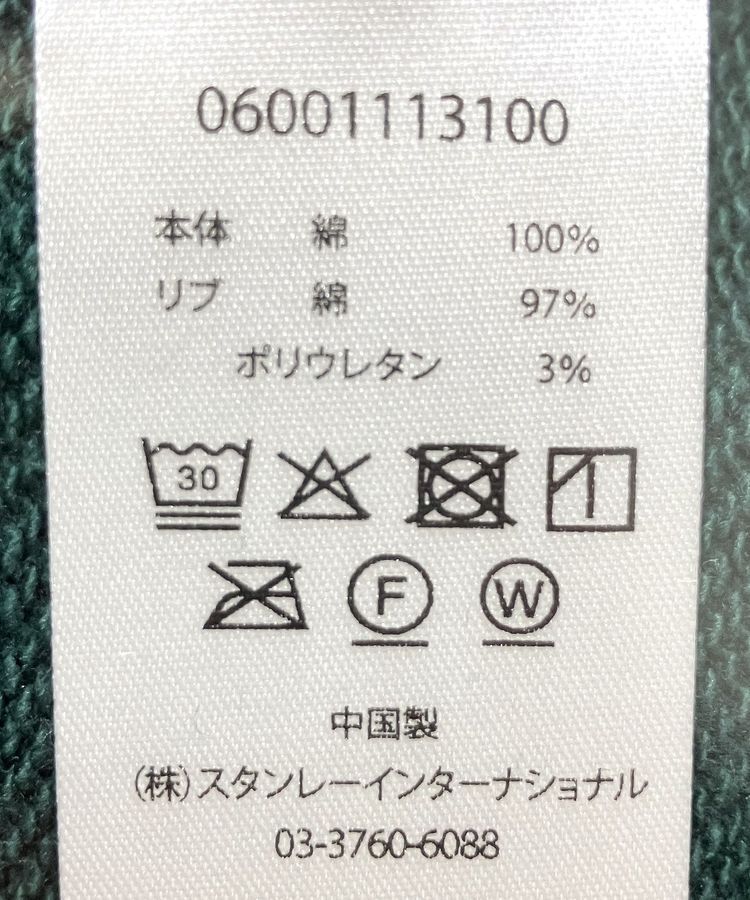 06001113100
本体 綿 100%
リブ 綿 97%
ポリウレタン 3%
30
F W
中国製
(株)スタンレーインターナショナル
03-3760-6088